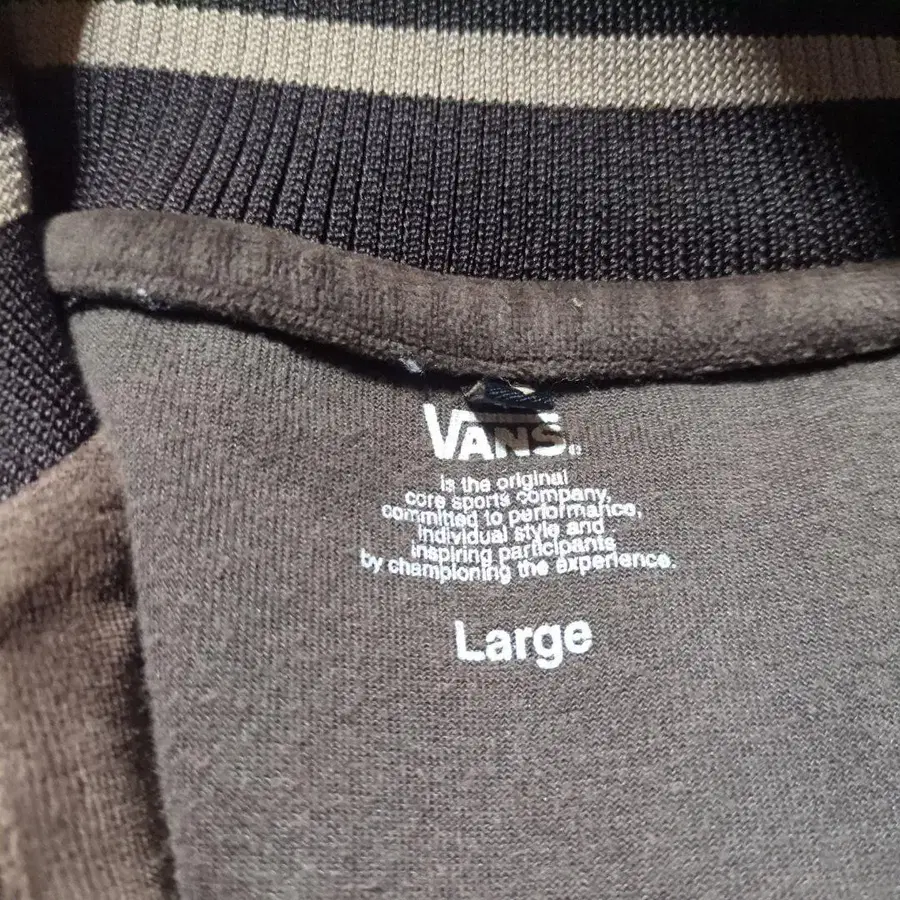 VANS®
is the original
core sports company,
committed to performance,
individual style and
inspiring participants
by championing the experience.
Large